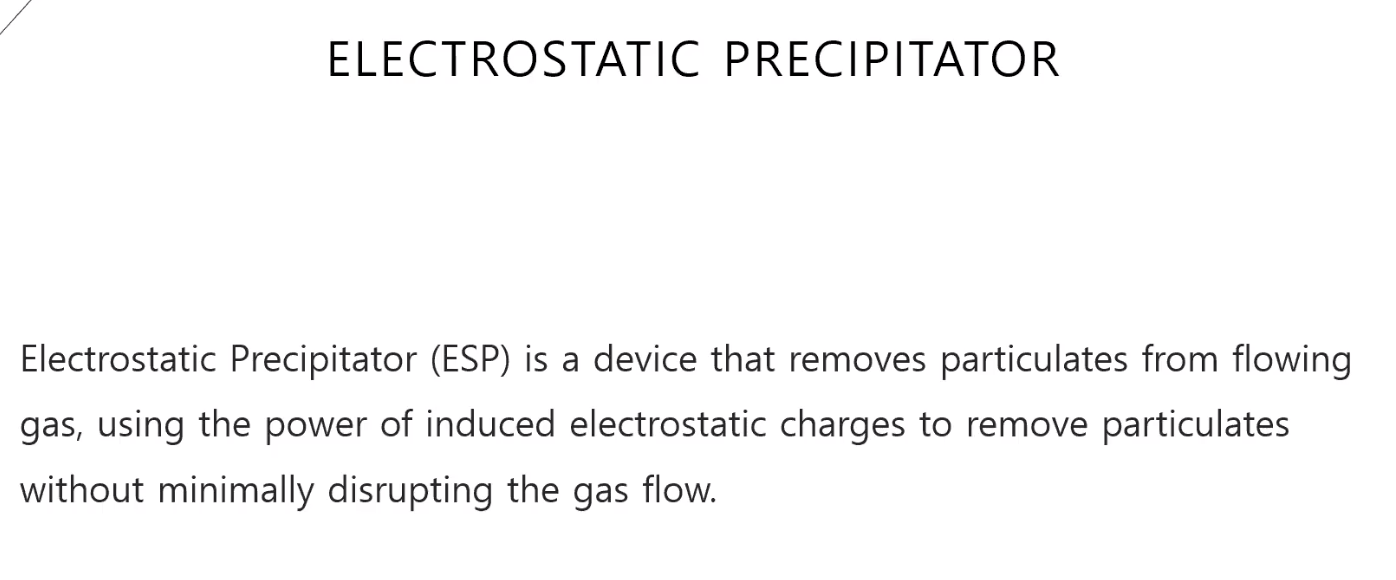 ELECTROSTATIC PRECIPITATOR
Electrostatic Precipitator (ESP) is a device that removes particulates from flowing
gas, using the power of induced electrostatic charges to remove particulates
without minimally disrupting the gas flow.